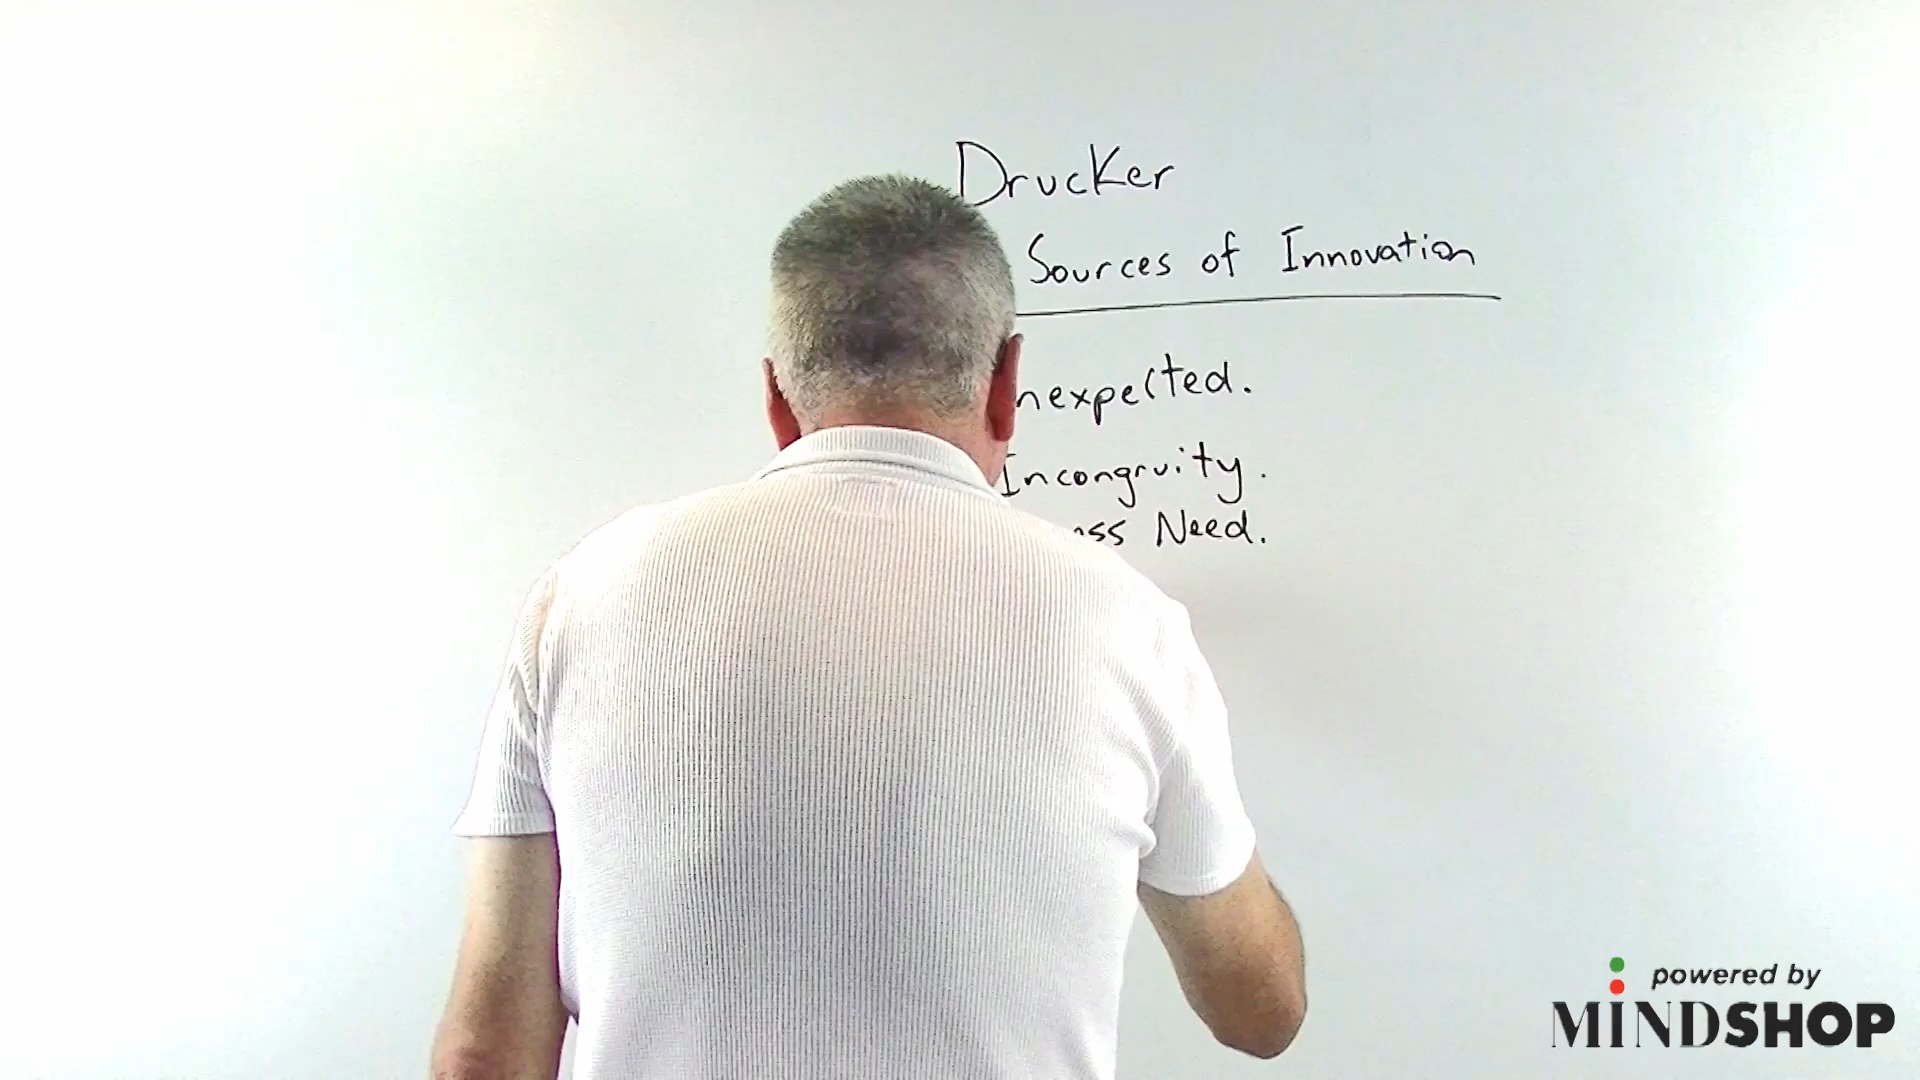 Drucker
Sources of Innovation
nexpected.
Incongruity.
Need.
powered by
MINDSHOP